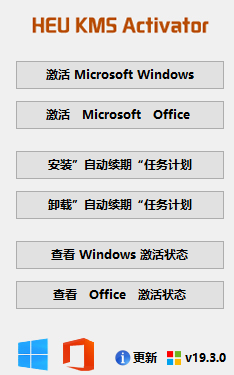 HEU KMS Activator
激活 Microsoft Windows
激活 Microsoft Office
安装”自动续期“任务计划
卸载”自动续期“任务计划
查看 Windows 激活状态
查看 Office 激活状态
更新 v19.3.0